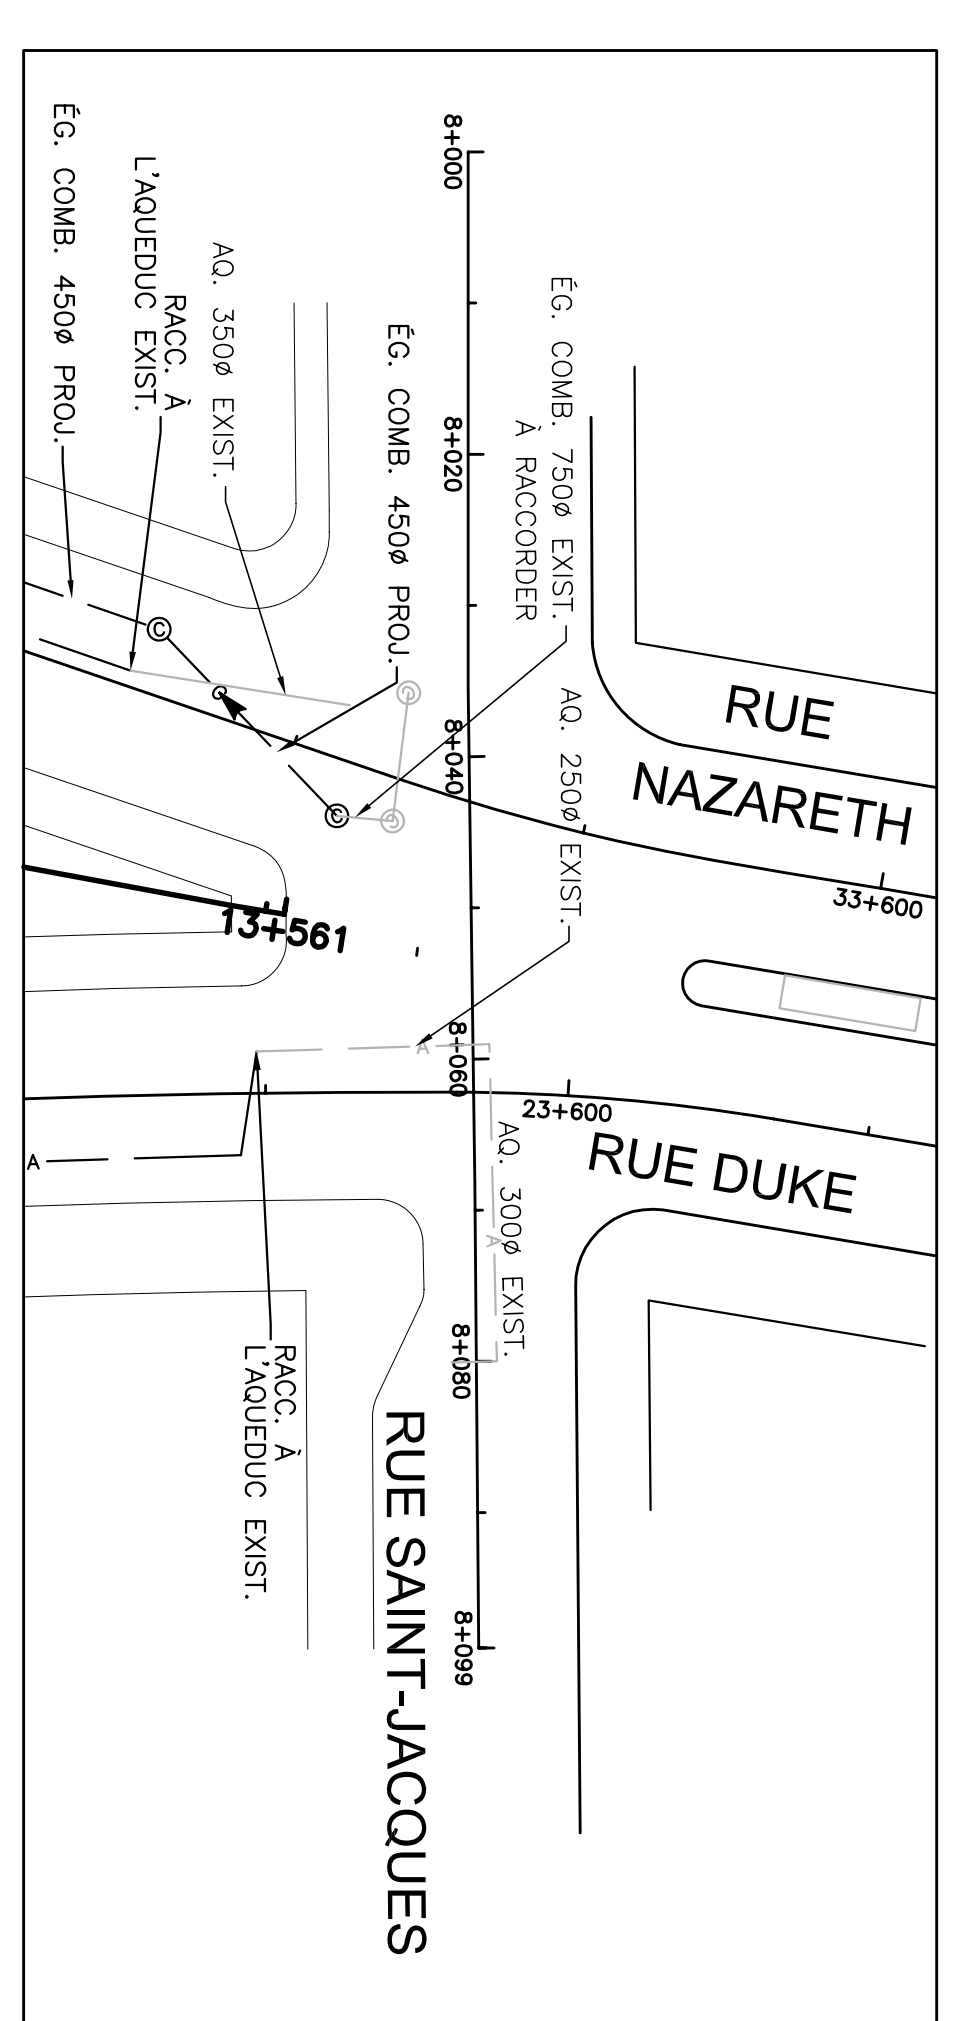 8+000
8+020
8+040
8+060
8+080
8+099
ÉG. COMB. 450ø PROJ.
RACC. À
L'AQUEDUC EXIST.
AQ. 350ø EXIST.
ÉG. COMB. 450ø PROJ.
ÉG. COMB. 750ø EXIST.
À RACCORDER
AQ. 250ø EXIST.
RUE
NAZARETH
33+600
C
C
C
C
C
13+561
A
23+600
RUE DUKE
A
AQ. 300ø EXIST.
A
RACC. À
L'AQUEDUC EXIST.
RUE SAINT-JACQUES